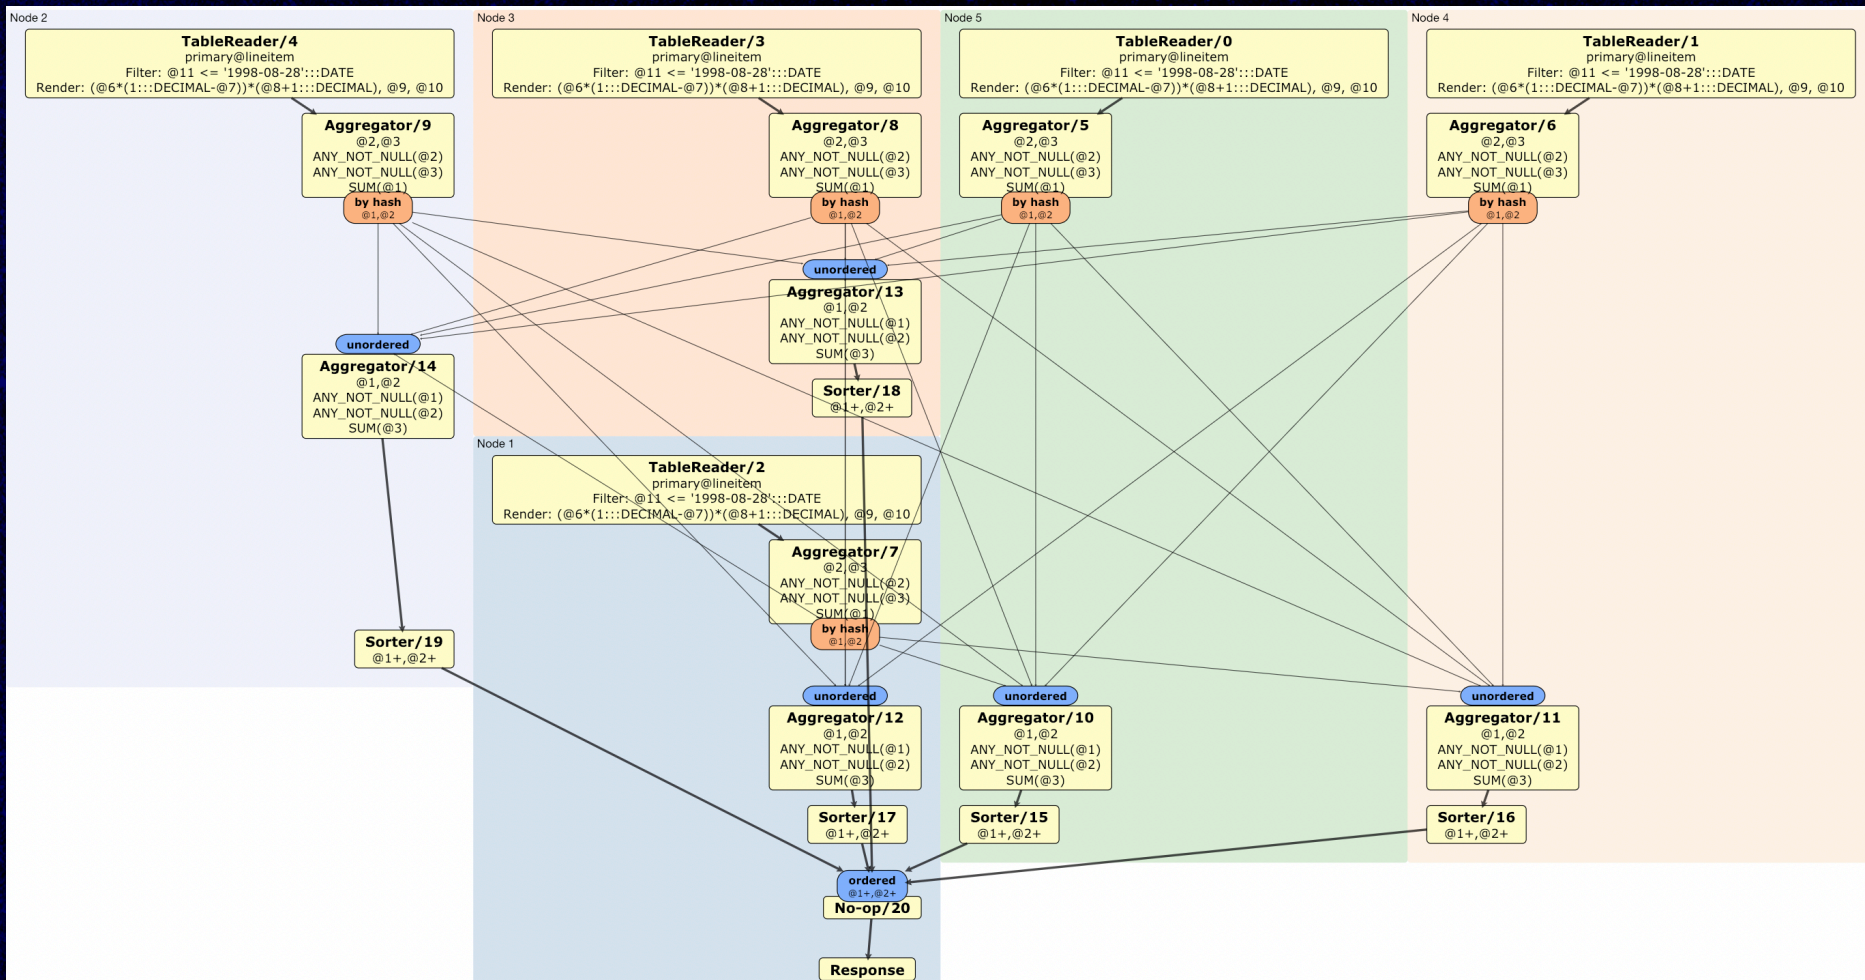 Node 2
TableReader/4
primary@lineitem
Filter: @11 <= '1998-08-28':::DATE
Render: (@6*(1:::DECIMAL-@7))*(@8+1:::DECIMAL), @9, @10
Aggregator/9
@2,@3
ANY_NOT_NULL(@2)
ANY_NOT_NULL(@3)
SUM(@1)
by hash
@1,@2
unordered
Aggregator/14
@1,@2
ANY_NOT_NULL(@1)
ANY_NOT_NULL(@2)
SUM(@3)
Sorter/19
@1+,@2+
Node 3
TableReader/3
primary@lineitem
Filter: @11 <= '1998-08-28':::DATE
Render: (@6*(1:::DECIMAL-@7))*(@8+1:::DECIMAL), @9, @10
Aggregator/8
@2,@3
ANY_NOT_NULL(@2)
ANY_NOT_NULL(@3)
SUM(@1)
by hash
@1,@2
unordered
Aggregator/13
@1,@2
ANY_NOT_NULL(@1)
ANY_NOT_NULL(@2)
SUM(@3)
Sorter/18
@1+,@2+
Node 1
TableReader/2
primary@lineitem
Filter: @11 <= '1998-08-28':::DATE
Render: (@6*(1:::DECIMAL-@7))*(@8+1:::DECIMAL), @9, @10
Aggregator/7
@2,@3
ANY_NOT_NULL(@2)
ANY_NOT_NULL(@3)
SUM(@1)
by hash
@1,@2
unordered
Aggregator/12
@1,@2
ANY_NOT_NULL(@1)
ANY_NOT_NULL(@2)
SUM(@3)
Sorter/17
@1+,@2+
ordered
@1+,@2+
No-op/20
Response
Node 5
TableReader/0
primary@lineitem
Filter: @11 <= '1998-08-28':::DATE
Render: (@6*(1:::DECIMAL-@7))*(@8+1:::DECIMAL), @9, @10
Aggregator/5
@2,@3
ANY_NOT_NULL(@2)
ANY_NOT_NULL(@3)
SUM(@1)
by hash
@1,@2
unordered
Aggregator/10
@1,@2
ANY_NOT_NULL(@1)
ANY_NOT_NULL(@2)
SUM(@3)
Sorter/15
@1+,@2+
Node 4
TableReader/1
primary@lineitem
Filter: @11 <= '1998-08-28':::DATE
Render: (@6*(1:::DECIMAL-@7))*(@8+1:::DECIMAL), @9, @10
Aggregator/6
@2,@3
ANY_NOT_NULL(@2)
ANY_NOT_NULL(@3)
SUM(@1)
by hash
@1,@2
unordered
Aggregator/11
@1,@2
ANY_NOT_NULL(@1)
ANY_NOT_NULL(@2)
SUM(@3)
Sorter/16
@1+,@2+